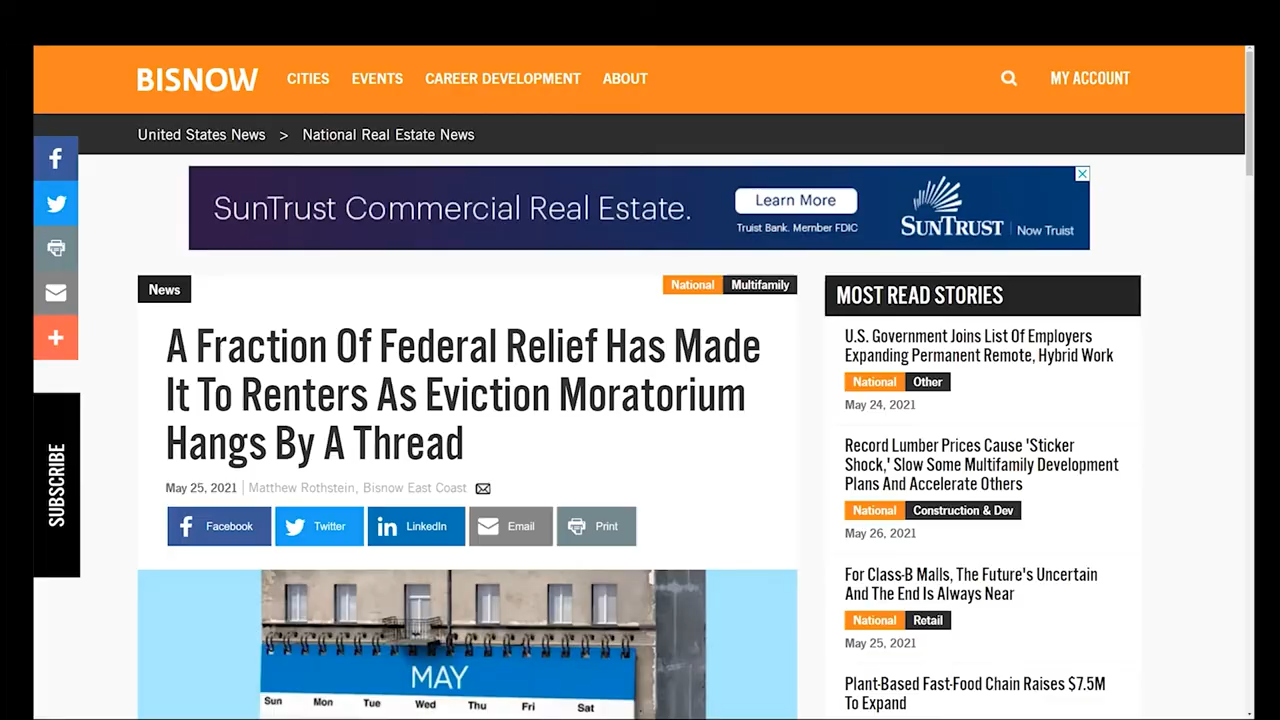 BISNOW CITIES EVENTS CAREER DEVELOPMENT ABOUT MY ACCOUNT
United States News > National Real Estate News
SunTrust Commercial Real Estate.
Learn More
Truist Bank. Member FDIC
SUNTRUST | Now Truist
SUBSCRIBE
News
National Multifamily
A Fraction Of Federal Relief Has Made
It To Renters As Eviction Moratorium
Hangs By A Thread
May 25, 2021 | Matthew Rothstein, Bisnow East Coast
Facebook Twitter LinkedIn Email Print
MAY
Sun Mon Tue Wed Thu Fri Sat
MOST READ STORIES
U.S. Government Joins List Of Employers
Expanding Permanent Remote, Hybrid Work
National Other
May 24, 2021
Record Lumber Prices Cause 'Sticker
Shock,' Slow Some Multifamily Development
Plans And Accelerate Others
National Construction & Dev
May 26, 2021
For Class-B Malls, The Future's Uncertain
And The End Is Always Near
National Retail
May 25, 2021
Plant-Based Fast-Food Chain Raises $7.5M
To Expand